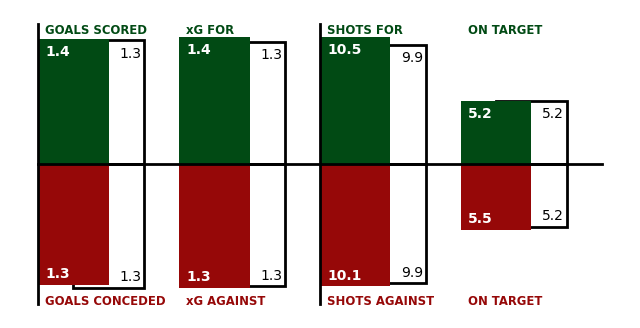 GOALS SCORED xG FOR SHOTS FOR ON TARGET
1.4 1.3 1.4 1.3 10.5 9.9 5.2 5.2
1.3 1.3 1.3 1.3 10.1 9.9 5.5 5.2
GOALS CONCEDED xG AGAINST SHOTS AGAINST ON TARGET